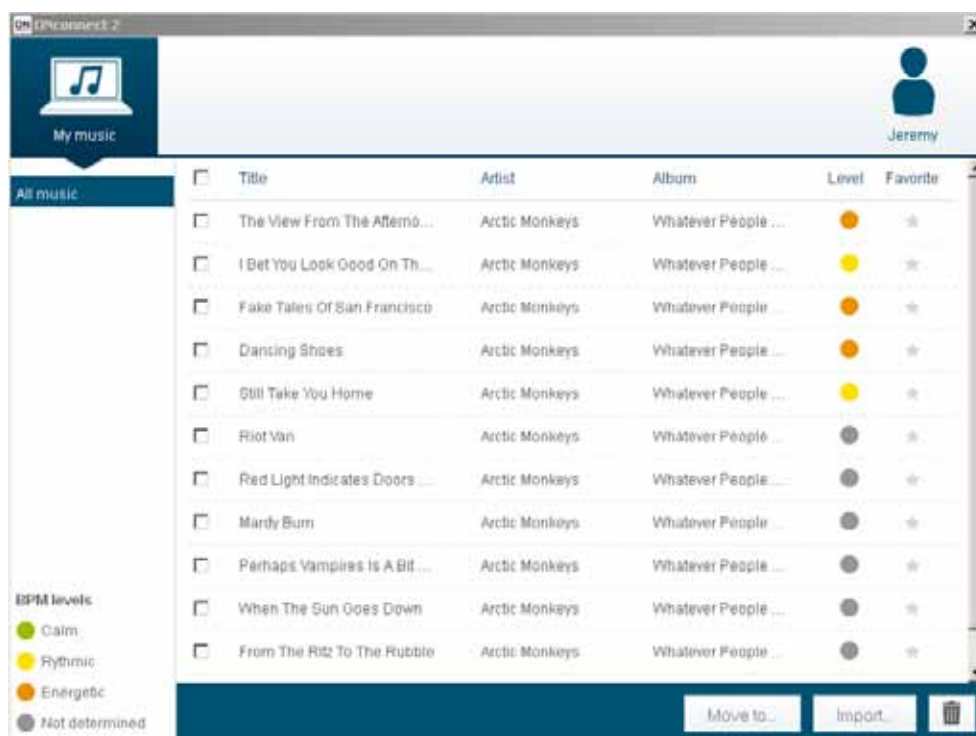 ONconnect 2
My music
Jeremy
All music
Title Artist Album Level Favorite
The View From The Afterno... Arctic Monkeys Whatever People ...
I Bet You Look Good On Th... Arctic Monkeys Whatever People ...
Fake Tales Of San Francisco Arctic Monkeys Whatever People ...
Dancing Shoes Arctic Monkeys Whatever People ...
Still Take You Home Arctic Monkeys Whatever People ...
Riot Van Arctic Monkeys Whatever People ...
Red Light Indicates Doors ... Arctic Monkeys Whatever People ...
Mardy Bum Arctic Monkeys Whatever People ...
Perhaps Vampires Is A Bit ... Arctic Monkeys Whatever People ...
When The Sun Goes Down Arctic Monkeys Whatever People ...
From The Ritz To The Rubble Arctic Monkeys Whatever People ...
BPM levels
Calm
Rythmic
Energetic
Not determined
Move to... Import...